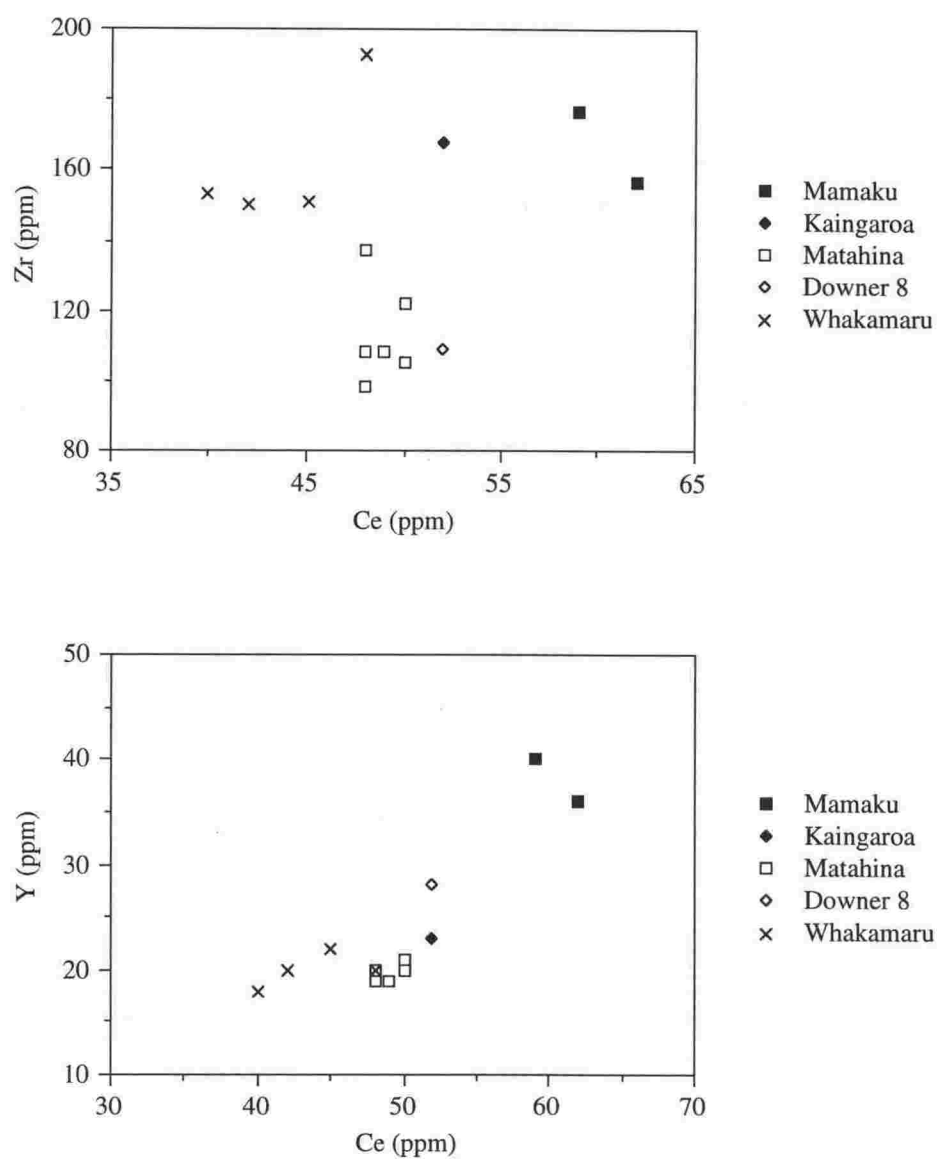 200
160
120
80
Zr (ppm)
35
45
55
65
Ce (ppm)
Mamaku
Kaingaroa
Matahina
Downer 8
Whakamaru
50
40
30
20
10
Y (ppm)
30
40
50
60
70
Ce (ppm)
Mamaku
Kaingaroa
Matahina
Downer 8
Whakamaru